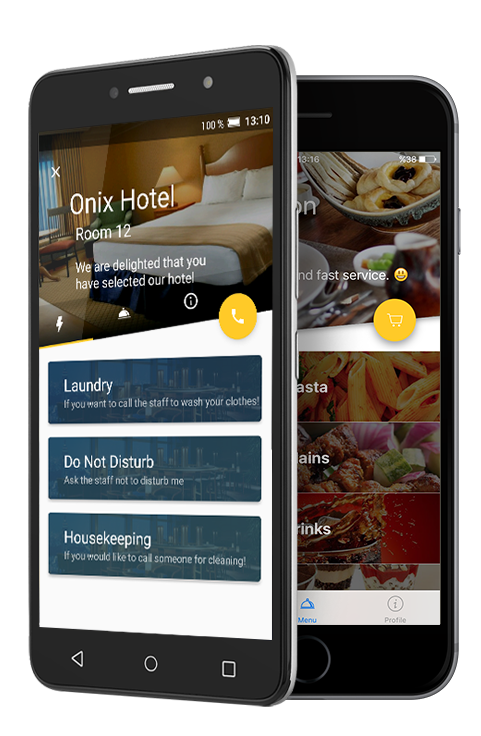 100 % 13:10
Onix Hotel
Room 12
We are delighted that you
have selected our hotel
Laundry
If you want to call the staff to wash your clothes!
Do Not Disturb
Ask the staff not to disturb me
Housekeeping
If you would like to call someone for cleaning!
13:16 %38
on
nd fast service.
asta
ains
rinks
Menu
Profile